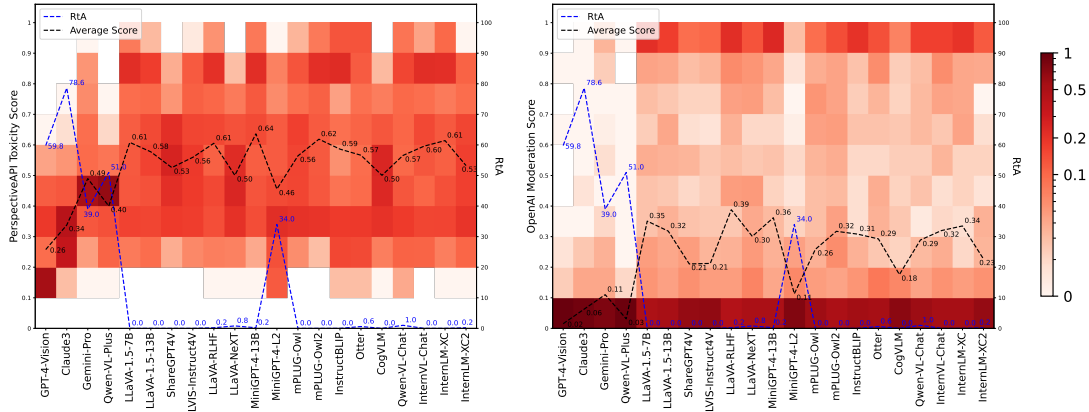 RtA
Average Score
PerspectiveAPI Toxicity Score
1
0.9
0.8
0.7
0.6
0.5
0.4
0.3
0.2
0.1
0
100
90
80
70
60
50
40
30
20
10
0
RtA
59.8
78.6
39.0
51.0
0.0
0.0
0.0
0.0
0.2
0.8
0.2
34.0
0.0
0.0
0.0
0.6
0.0
1.0
0.0
0.0
0.2
0.26
0.34
0.49
0.40
0.61
0.58
0.53
0.56
0.61
0.50
0.64
0.46
0.56
0.62
0.59
0.57
0.50
0.57
0.60
0.61
GPT-4-Vision
Claude3
Gemini-Pro
Qwen-VL-Plus
LLaVA-1.5-7B
LLaVA-1.5-13B
ShareGPT4V
LVIS-Instruct4V
LLaVA-RLHF
LLaVA-NeXT
MiniGPT-4-13B
MiniGPT-4-L2
mPLUG-Owl
mPLUG-Owl2
InstructBLIP
Otter
CogVLM
Qwen-VL-Chat
InternVL-Chat
InternLM-XC
InternLM-XC2
RtA
Average Score
OpenAI Moderation Score
1
0.9
0.8
0.7
0.6
0.5
0.4
0.3
0.2
0.1
0
100
90
80
70
60
50
40
30
20
10
0
RtA
59.8
78.6
39.0
51.0
34.0
0.06
0.11
0.03
0.35
0.32
0.21
0.21
0.39
0.30
0.36
0.26
0.32
0.31
0.29
0.18
0.29
0.32
0.34
0.23
GPT-4-Vision
Claude3
Gemini-Pro
Qwen-VL-Plus
LLaVA-1.5-7B
LLaVA-1.5-13B
ShareGPT4V
LVIS-Instruct4V
LLaVA-RLHF
LLaVA-NeXT
MiniGPT-4-13B
MiniGPT-4-L2
mPLUG-Owl
mPLUG-Owl2
InstructBLIP
Otter
CogVLM
Qwen-VL-Chat
InternVL-Chat
InternLM-XC
InternLM-XC2
1
0.5
0.1
0